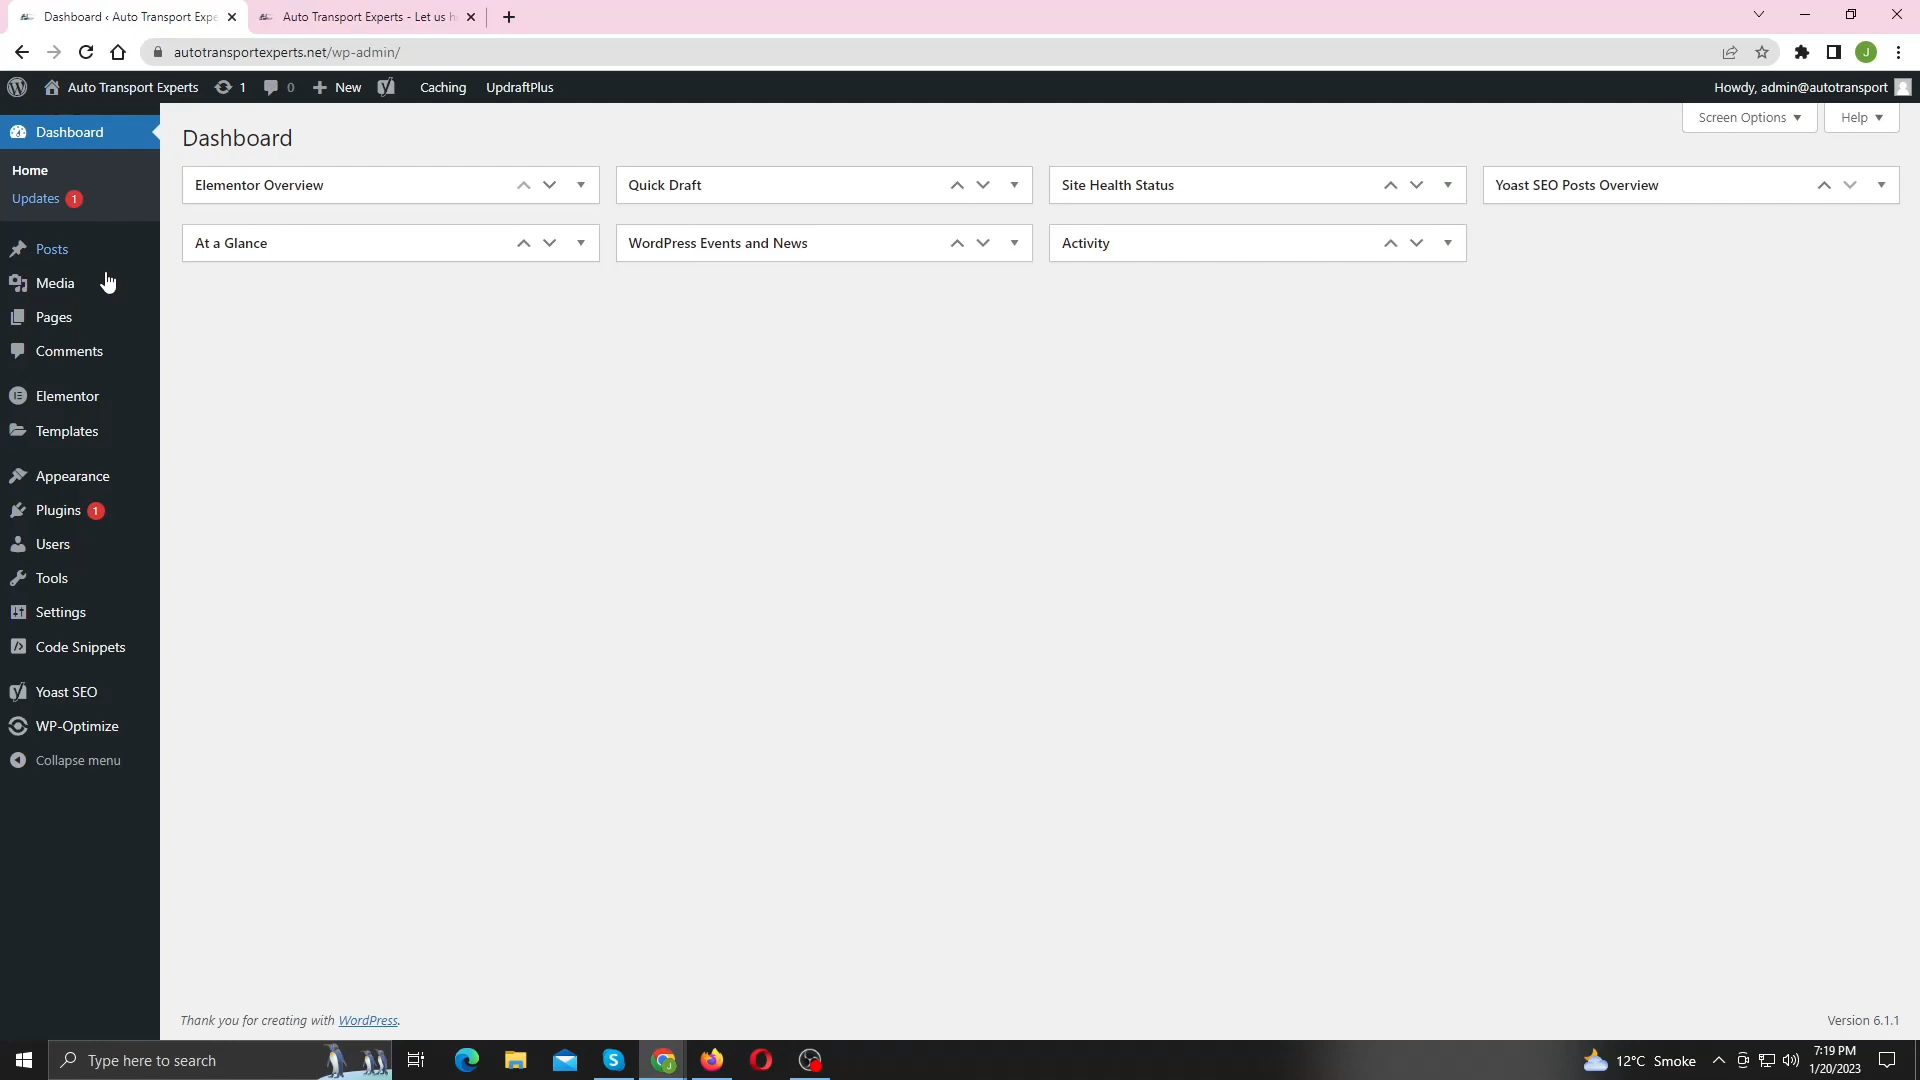 Dashboard ‹ Auto Transport Expe
Auto Transport Experts - Let us h
autotransportexperts.net/wp-admin/
J
Auto Transport Experts
1
0
New
Caching
UpdraftPlus
Howdy, admin@autotransport
Dashboard
Home
Updates 1
Posts
Media
Pages
Comments
Elementor
Templates
Appearance
Plugins 1
Users
Tools
Settings
Code Snippets
Yoast SEO
WP-Optimize
Collapse menu
Screen Options
Help
Dashboard
Elementor Overview
Quick Draft
Site Health Status
Yoast SEO Posts Overview
At a Glance
WordPress Events and News
Activity
Thank you for creating with WordPress.
Version 6.1.1
Type here to search
12°C Smoke
7:19 PM
1/20/2023